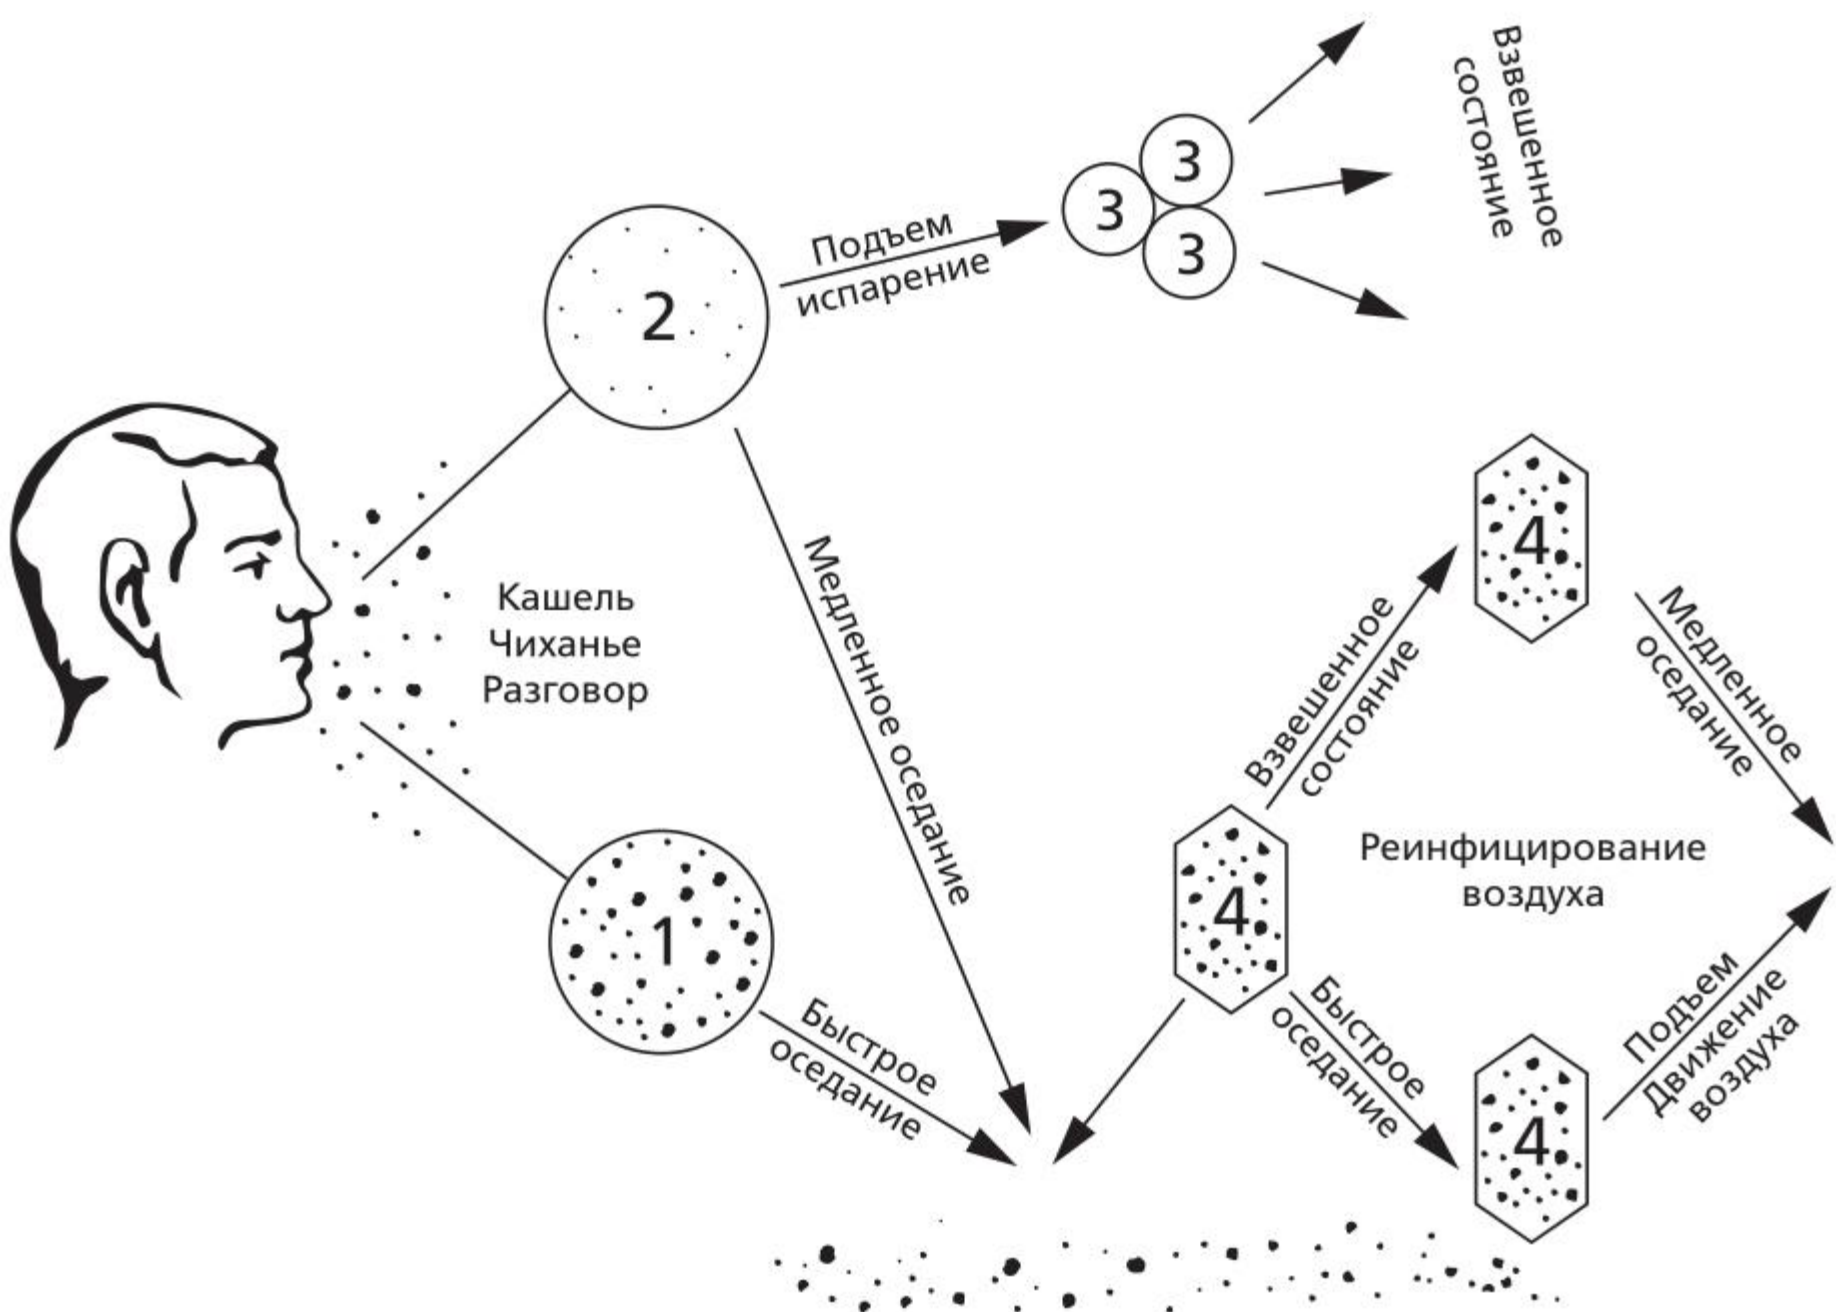 Взвешенное
состояние
3
3
3
Подъем
испарение
2
Кашель
Чиханье
Разговор
Медленное оседание
4
Взвешенное
состояние
Медленное
оседание
Реинфицирование
воздуха
4
1
Быстрое
оседание
Быстрое
оседание
Подъем
Движение
воздуха
4